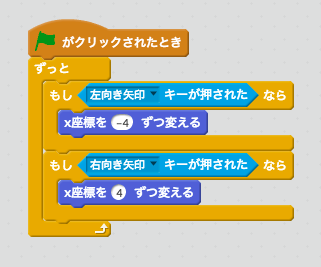 がクリックされたとき
ずっと
もし 左向き矢印 キーが押された なら
x座標を -4 ずつ変える
もし 右向き矢印 キーが押された なら
x座標を 4 ずつ変える